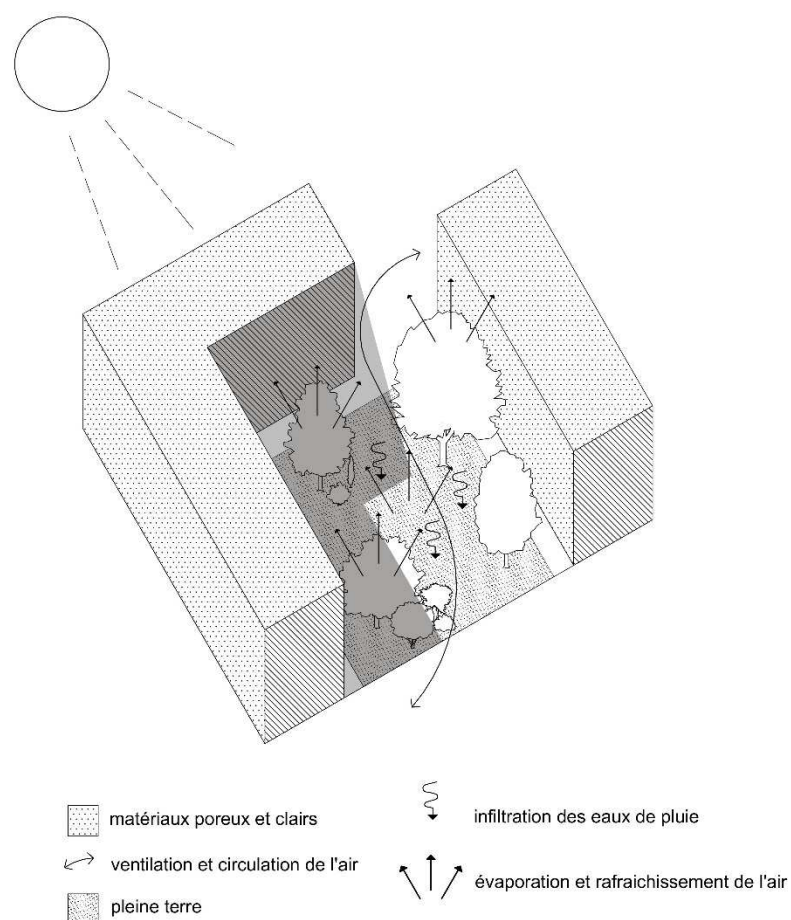 matériaux poreux et clairs
ventilation et circulation de l'air
pleine terre
infiltration des eaux de pluie
évaporation et rafraichissement de l'air